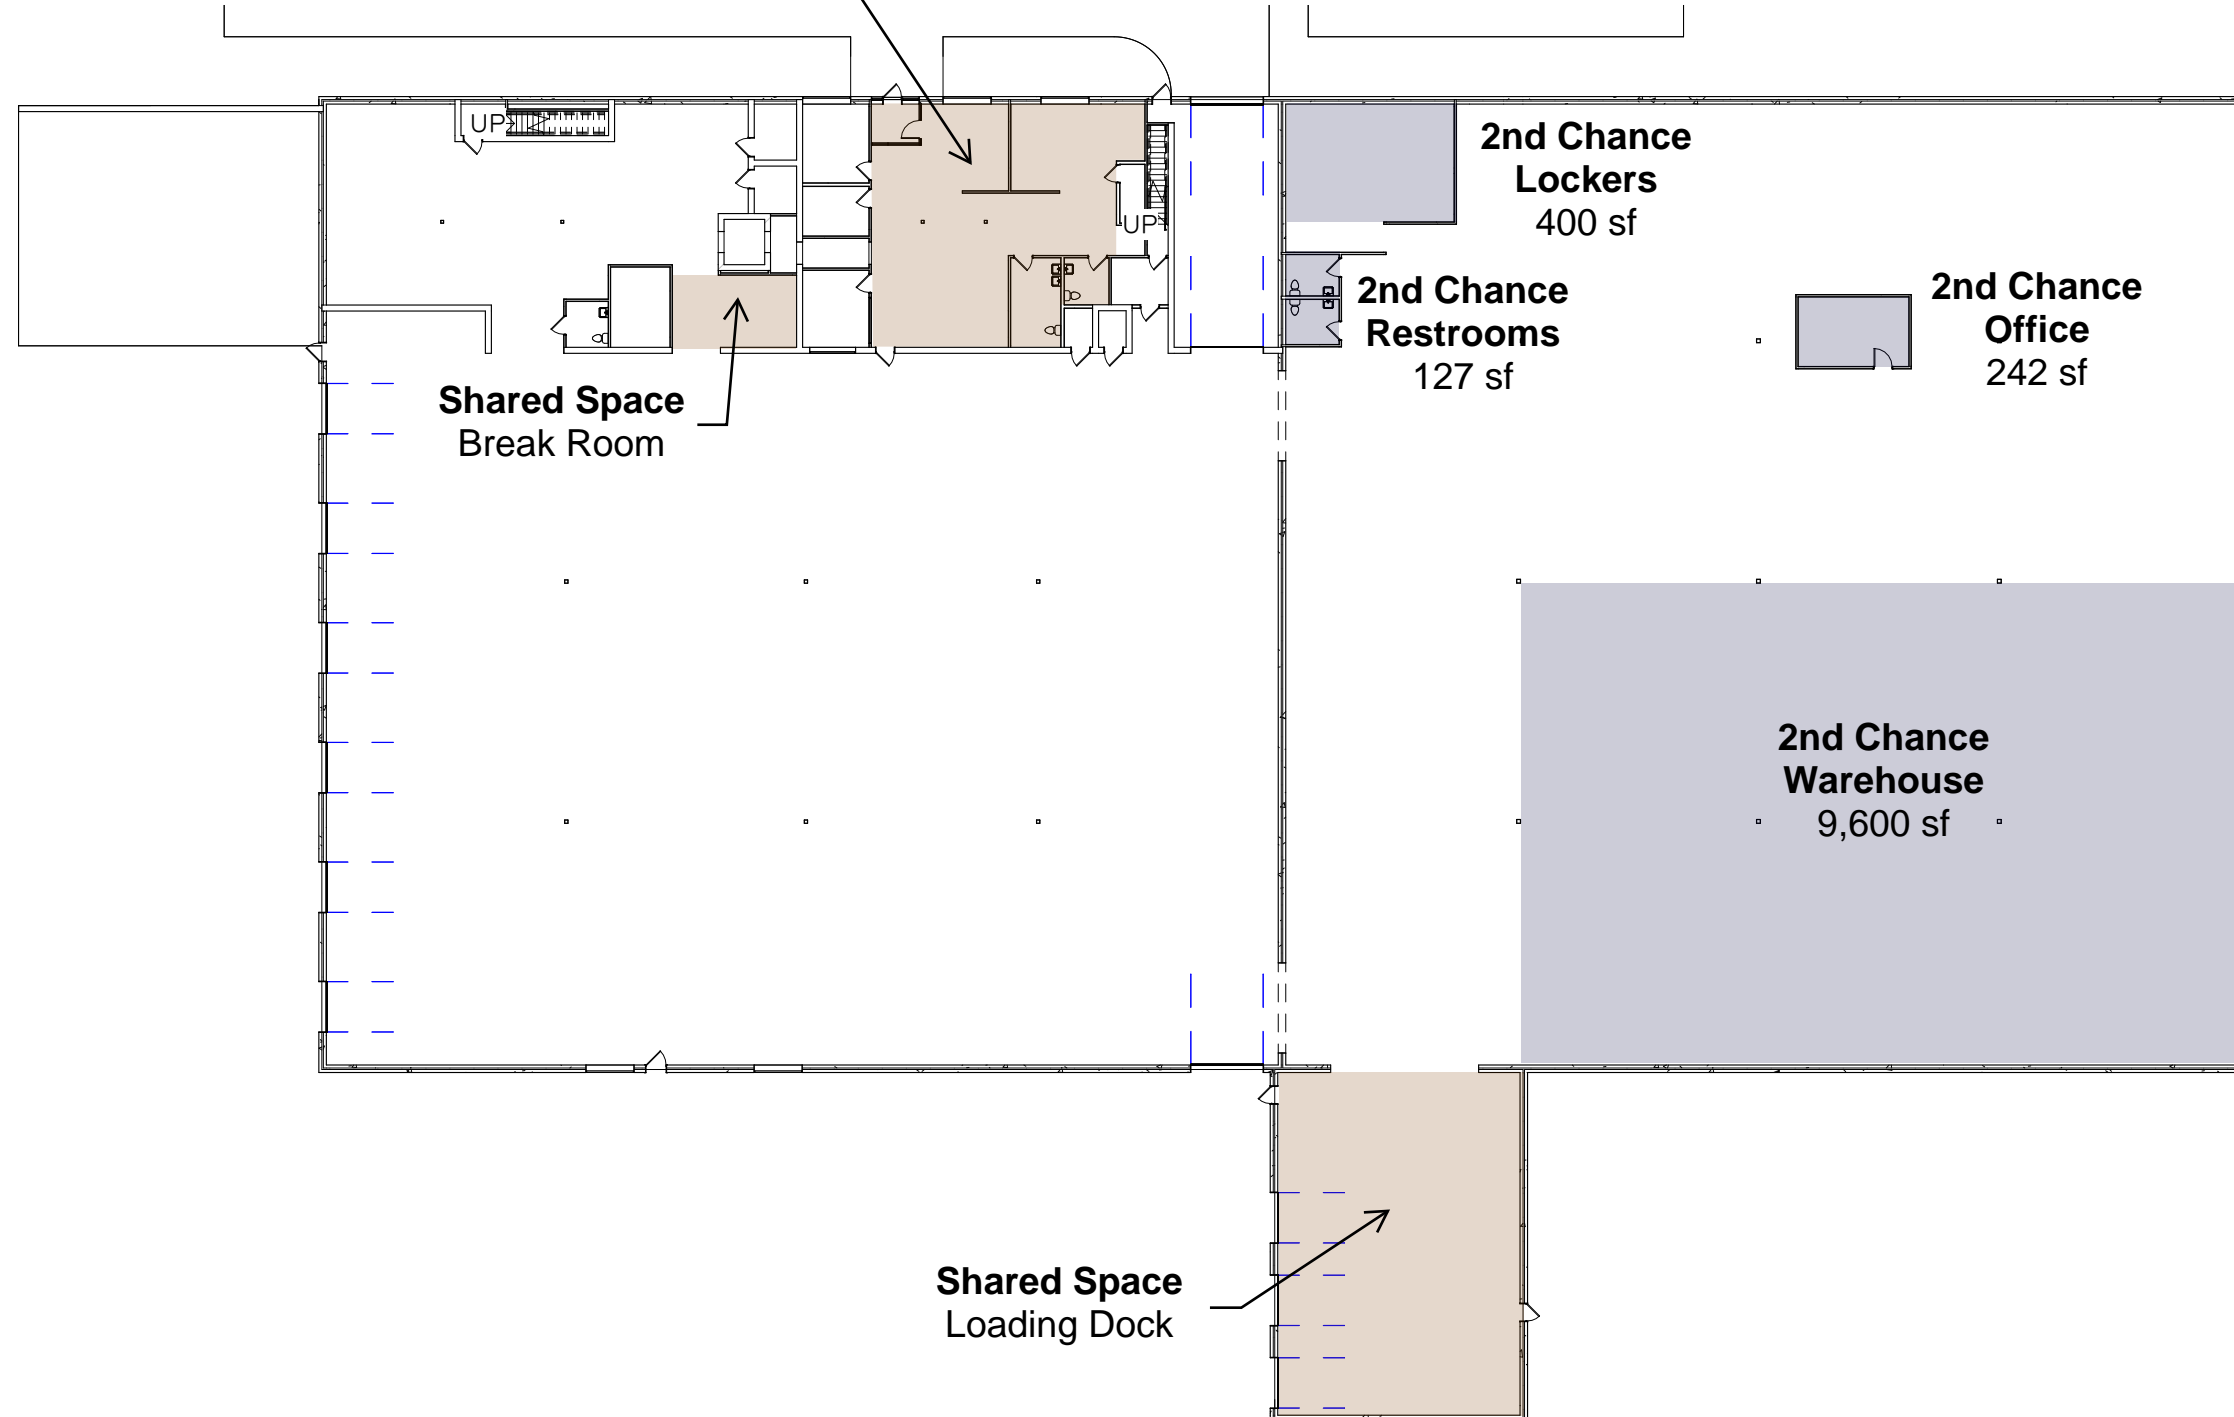 UP
2nd Chance
Lockers
400 sf
UP
2nd Chance
Restrooms
127 sf
2nd Chance
Office
242 sf
Shared Space
Break Room
2nd Chance
Warehouse
9,600 sf
Shared Space
Loading Dock